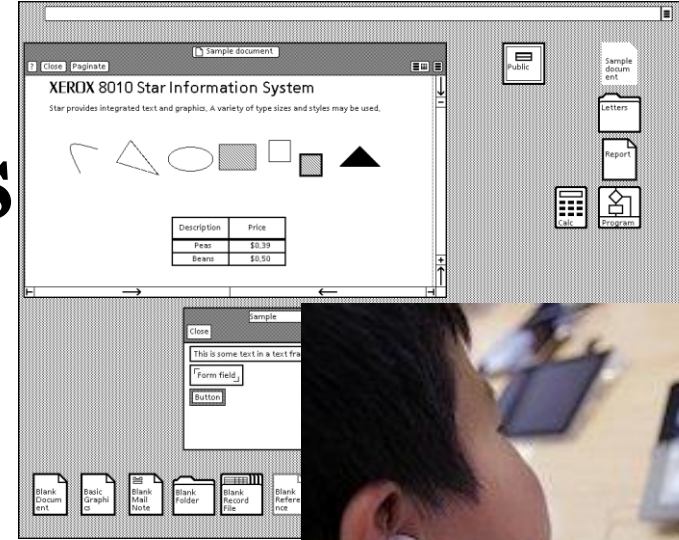 s
Sample document
? Close Paginate
XEROX 8010 Star Information System
Star provides integrated text and graphics, A variety of type sizes and styles may be used,
Description Price
Peas $0,39
Beans $0,50
Public
Sample
docum
ent
Letters
Report
Calc
Program
Sample
Close
This is some text in a text fra
Form field
Button
Blank
Docum
ent
Basic
Graphi
cs
Blank
Mail
Note
Blank
Folder
Blank
Record
File
Blank
Refere
nce